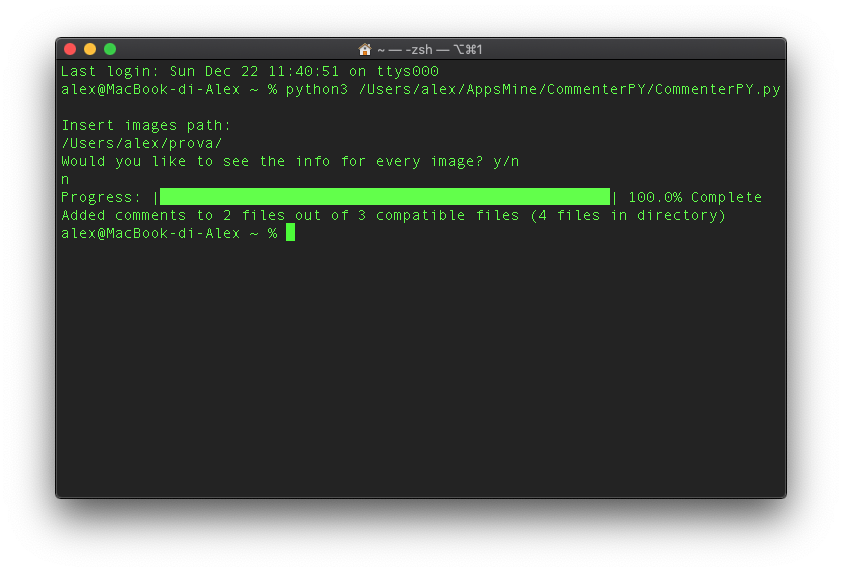 ~ — -zsh — ⌥⌘1
Last login: Sun Dec 22 11:40:51 on ttys000
alex@MacBook-di-Alex ~ % python3 /Users/alex/AppsMine/CommenterPY/CommenterPY.py
Insert images path:
/Users/alex/prova/
Would you like to see the info for every image? y/n
n
Progress: |██████████████████████████████████████████████████| 100.0% Complete
Added comments to 2 files out of 3 compatible files (4 files in directory)
alex@MacBook-di-Alex ~ %